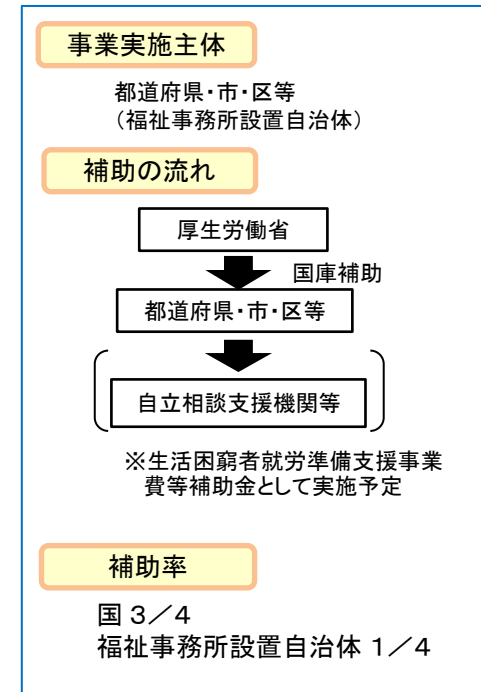 事業実施主体
都道府県・市・区等
（福祉事務所設置自治体）
補助の流れ
厚生労働省
国庫補助
都道府県・市・区等
自立相談支援機関等
※生活困窮者就労準備支援事業
費等補助金として実施予定
補助率
国 3／4
福祉事務所設置自治体 1／4